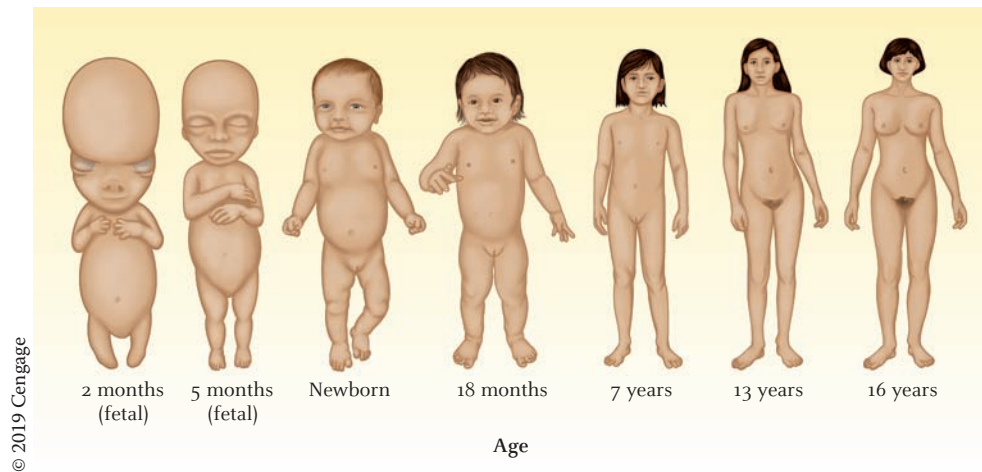 2 months
(fetal)
5 months
(fetal)
Newborn
18 months
7 years
13 years
16 years
Age
© 2019 Cengage